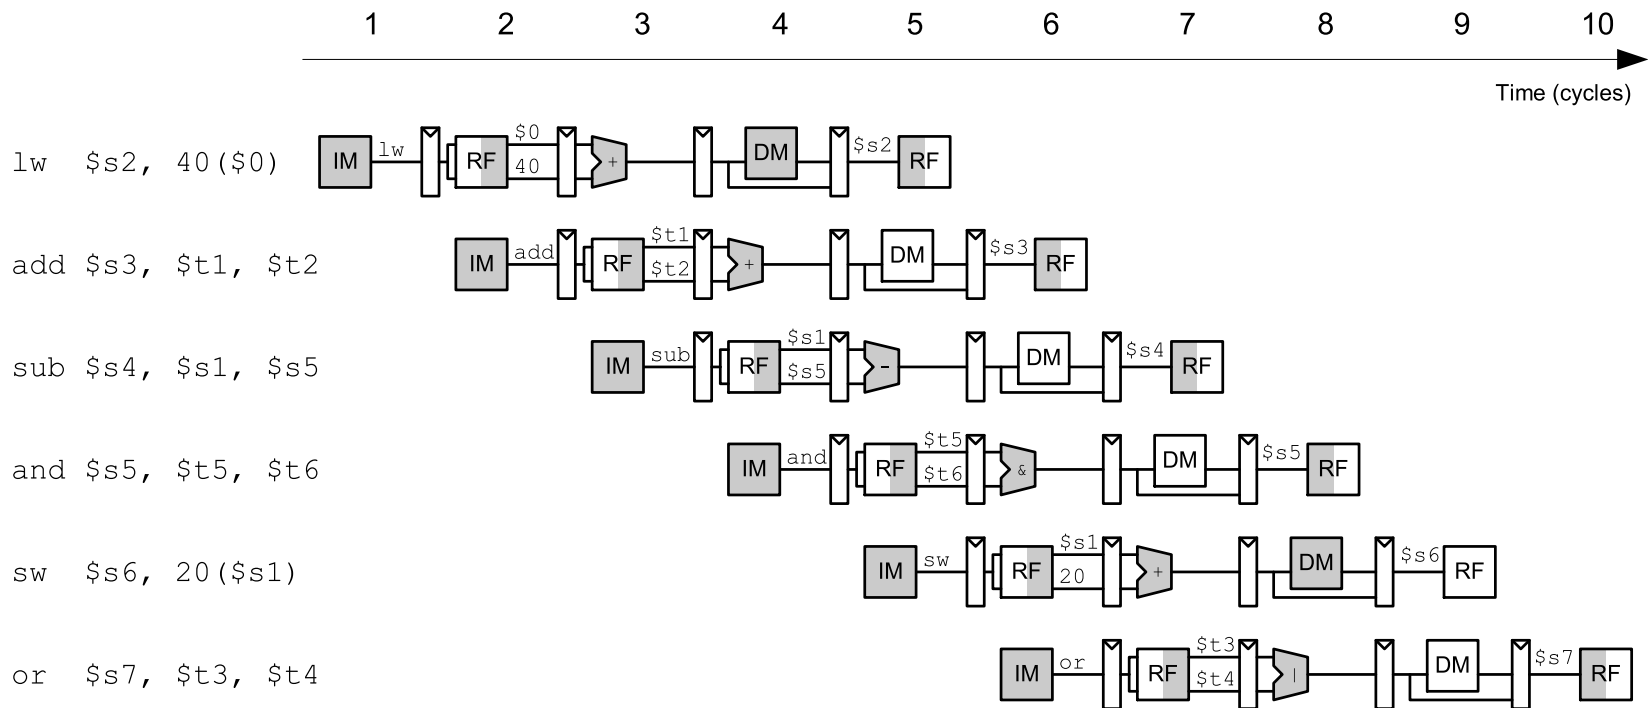 1 2 3 4 5 6 7 8 9 10
Time (cycles)
lw $s2, 40($0) IM lw RF $0 40 + DM $s2 RF
add $s3, $t1, $t2 IM add RF $t1 $t2 + DM $s3 RF
sub $s4, $s1, $s5 IM sub RF $s1 $s5 - DM $s4 RF
and $s5, $t5, $t6 IM and RF $t5 $t6 & DM $s5 RF
sw $s6, 20($s1) IM sw RF $s1 20 + DM $s6 RF
or $s7, $t3, $t4 IM or RF $t3 $t4 | DM $s7 RF